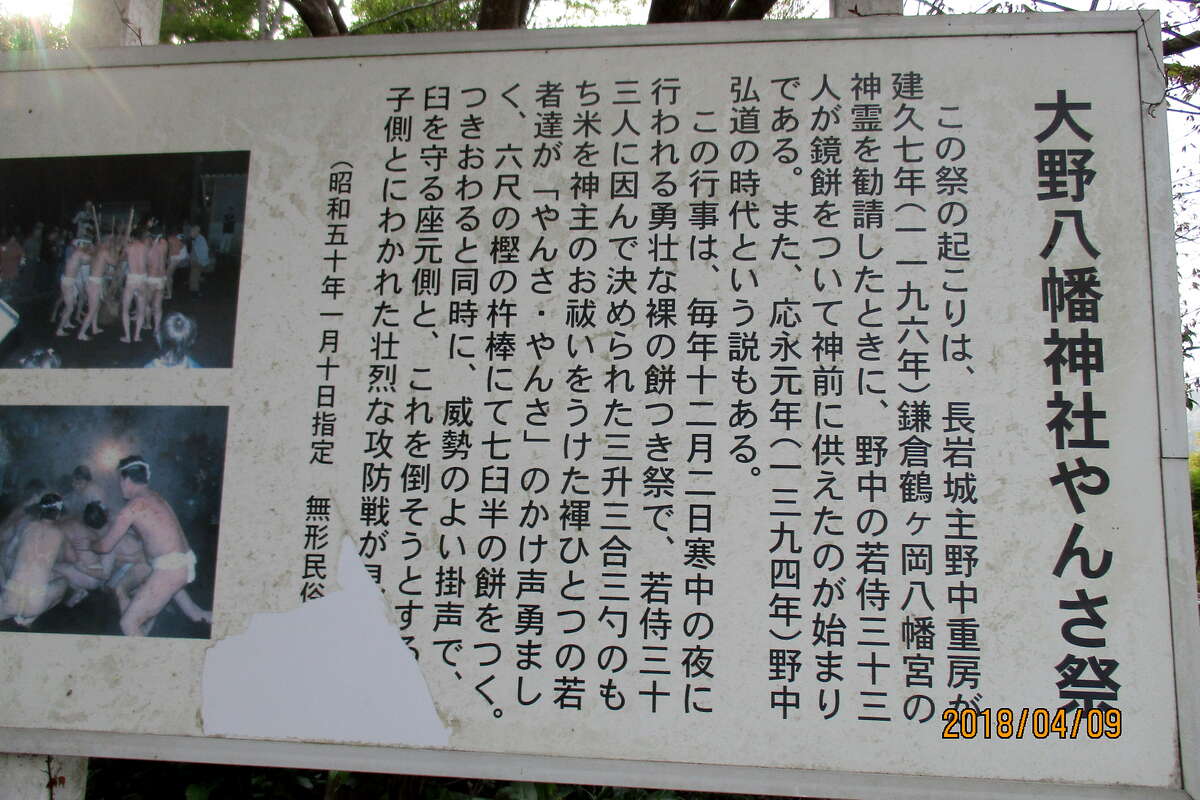 大野八幡神社やんさ祭
この祭の起こりは、長岩城主野中重房が
建久七年(一一九六年)鎌倉鶴ヶ岡八幡宮の
神霊を勧請したときに、野中の若侍三十三
人が鏡餅をついて神前に供えたのが始まり
である。また、応永元年(一三九四年)野中
弘道の時代という説もある。
この行事は、毎年十二月二日寒中の夜に
行われる勇壮な裸の餅つき祭で、若侍三十
三人に因んで決められた三升三合三勺のも
ち米を神主のお祓いをうけた褌ひとつの若
者達が「やんさ・やんさ」のかけ声勇まし
く、六尺の樫の杵棒にて七臼半の餅をつく。
つきおわると同時に、威勢のよい掛声で、
臼を守る座元側と、これを倒そうとする
子側とにわかれた壮烈な攻防戦が
(昭和五十年一月十日指定 無形民俗
2018/04/09